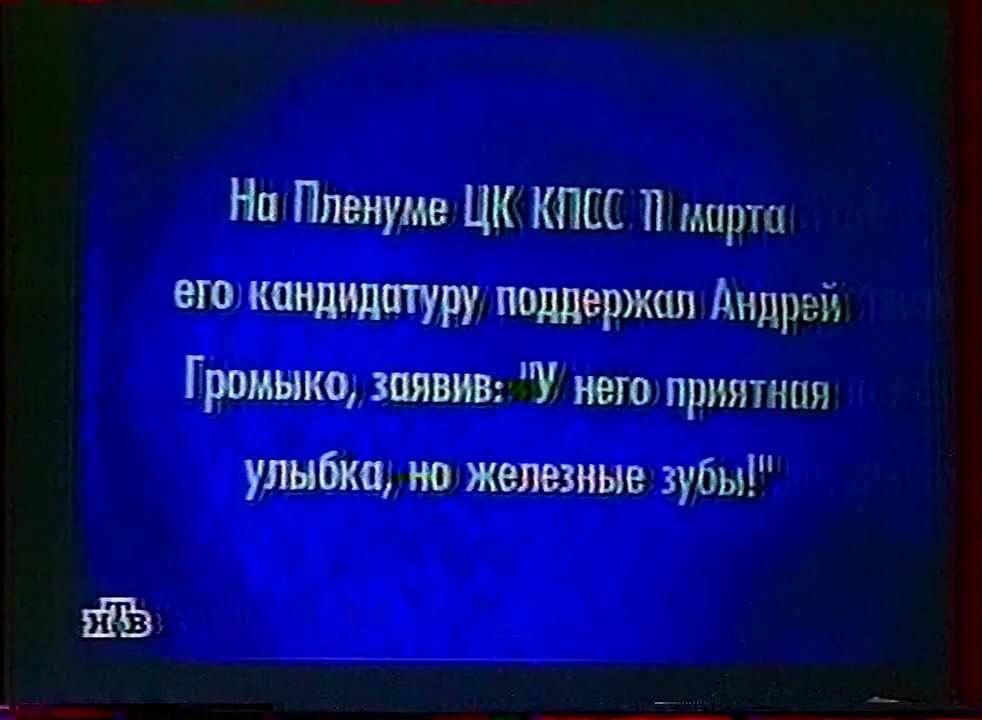 На Пленуме ЦК КПСС 11 марта
его кандидатуру поддержал Андрей
Громыко, заявив: "У него приятная
улыбка, но железные зубы!"
НТВ